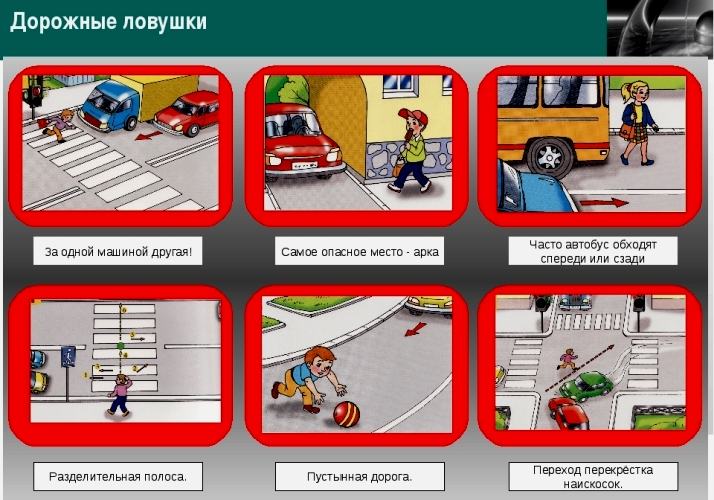 Дорожные ловушки
За одной машиной другая!
Самое опасное место - арка
Часто автобус обходят
спереди или сзади
Разделительная полоса.
Пустынная дорога.
Переход перекрёстка
наискосок.